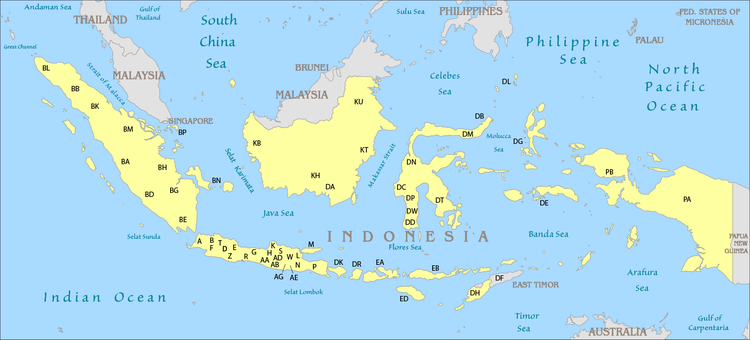 Andaman Sea
Gulf of
Thailand
THAILAND
South
China
Sea
Sulu Sea
PHILIPPINES
FED. STATES OF
MICRONESIA
PALAU
Philippine
Sea
Great Channel
BL
Strait of Malacca
MALAYSIA
BRUNEI
MALAYSIA
Celebes
Sea
North
Pacific
Ocean
DL
BB
BK
KU
SINGAPORE
BM
BP
DB
DM
Molucca
Sea
DG
KB
KT
Makassar Strait
BA
BH
Selat Karimata
KH
DA
DN
PB
BD
BG
BN
DC
DP
DT
DE
PA
BE
Java Sea
DW
DD
Selat Sunda
INDONESIA
Banda Sea
PAPUA
NEW
GUINEA
Flores Sea
A
B
F
T
D
Z
E
R
G
AA
H
K
S
AD
AB
W
L
N
M
P
AG
AE
DK
DR
EA
EB
ED
DF
DH
EAST TIMOR
Arafura
Sea
Selat Lombok
Indian Ocean
Timor
Sea
AUSTRALIA
Gulf of
Carpentaria